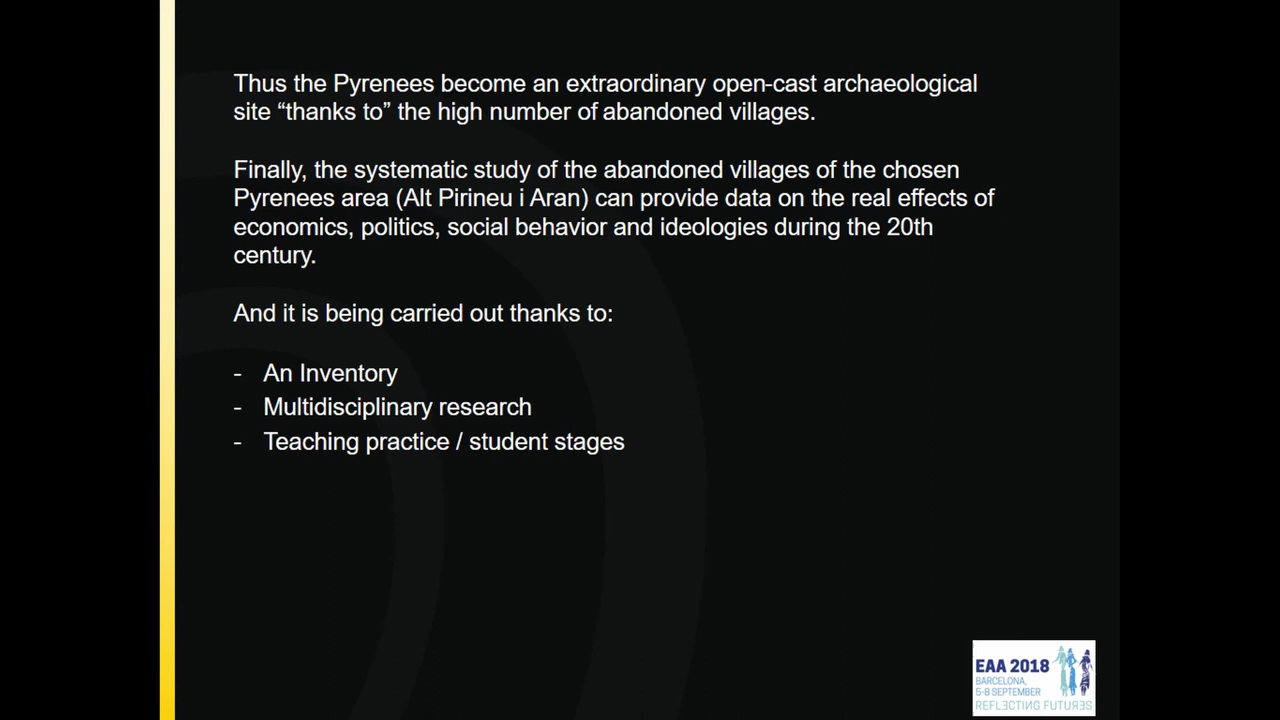 Thus the Pyrenees become an extraordinary open-cast archaeological
site “thanks to” the high number of abandoned villages.
Finally, the systematic study of the abandoned villages of the chosen
Pyrenees area (Alt Pirineu i Aran) can provide data on the real effects of
economics, politics, social behavior and ideologies during the 20th
century.
And it is being carried out thanks to:
- An Inventory
- Multidisciplinary research
- Teaching practice / student stages
EAA 2018
BARCELONA,
5-8 SEPTEMBER
REFLECTING FUTURES